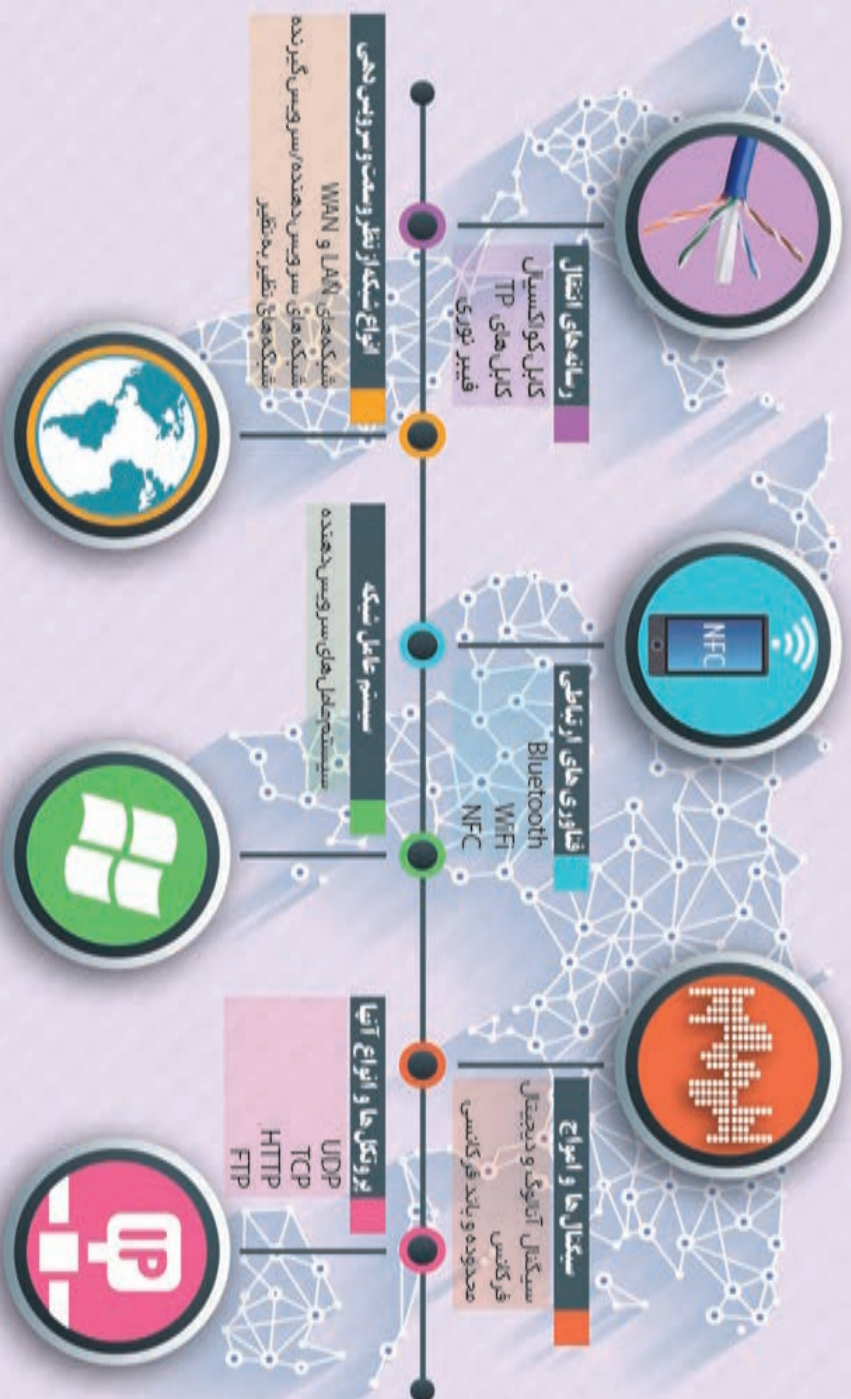 رسانه‌های انتقال
کابل کواکسیال
کابل های TP
فیبر نوری
انواع شبکه از نظر وسعت و سرویس دهی
شبکه‌های LAN و WAN
شبکه‌های سرویس دهنده/سرویس گیرنده
شبکه‌های نظیر به نظیر
NFC
فناوری های ارتباطی
Bluetooth
WiFi
NFC
سیستم عامل شبکه
سیستم‌عامل‌های سرویس‌دهنده
سیگنال ها و امواج
سیگنال آنالوگ و دیجیتال
فرکانس
محدوده و باند فرکانسی
پروتکل ها و انواع آنها
UDP
TCP
HTTP
FTP
IP